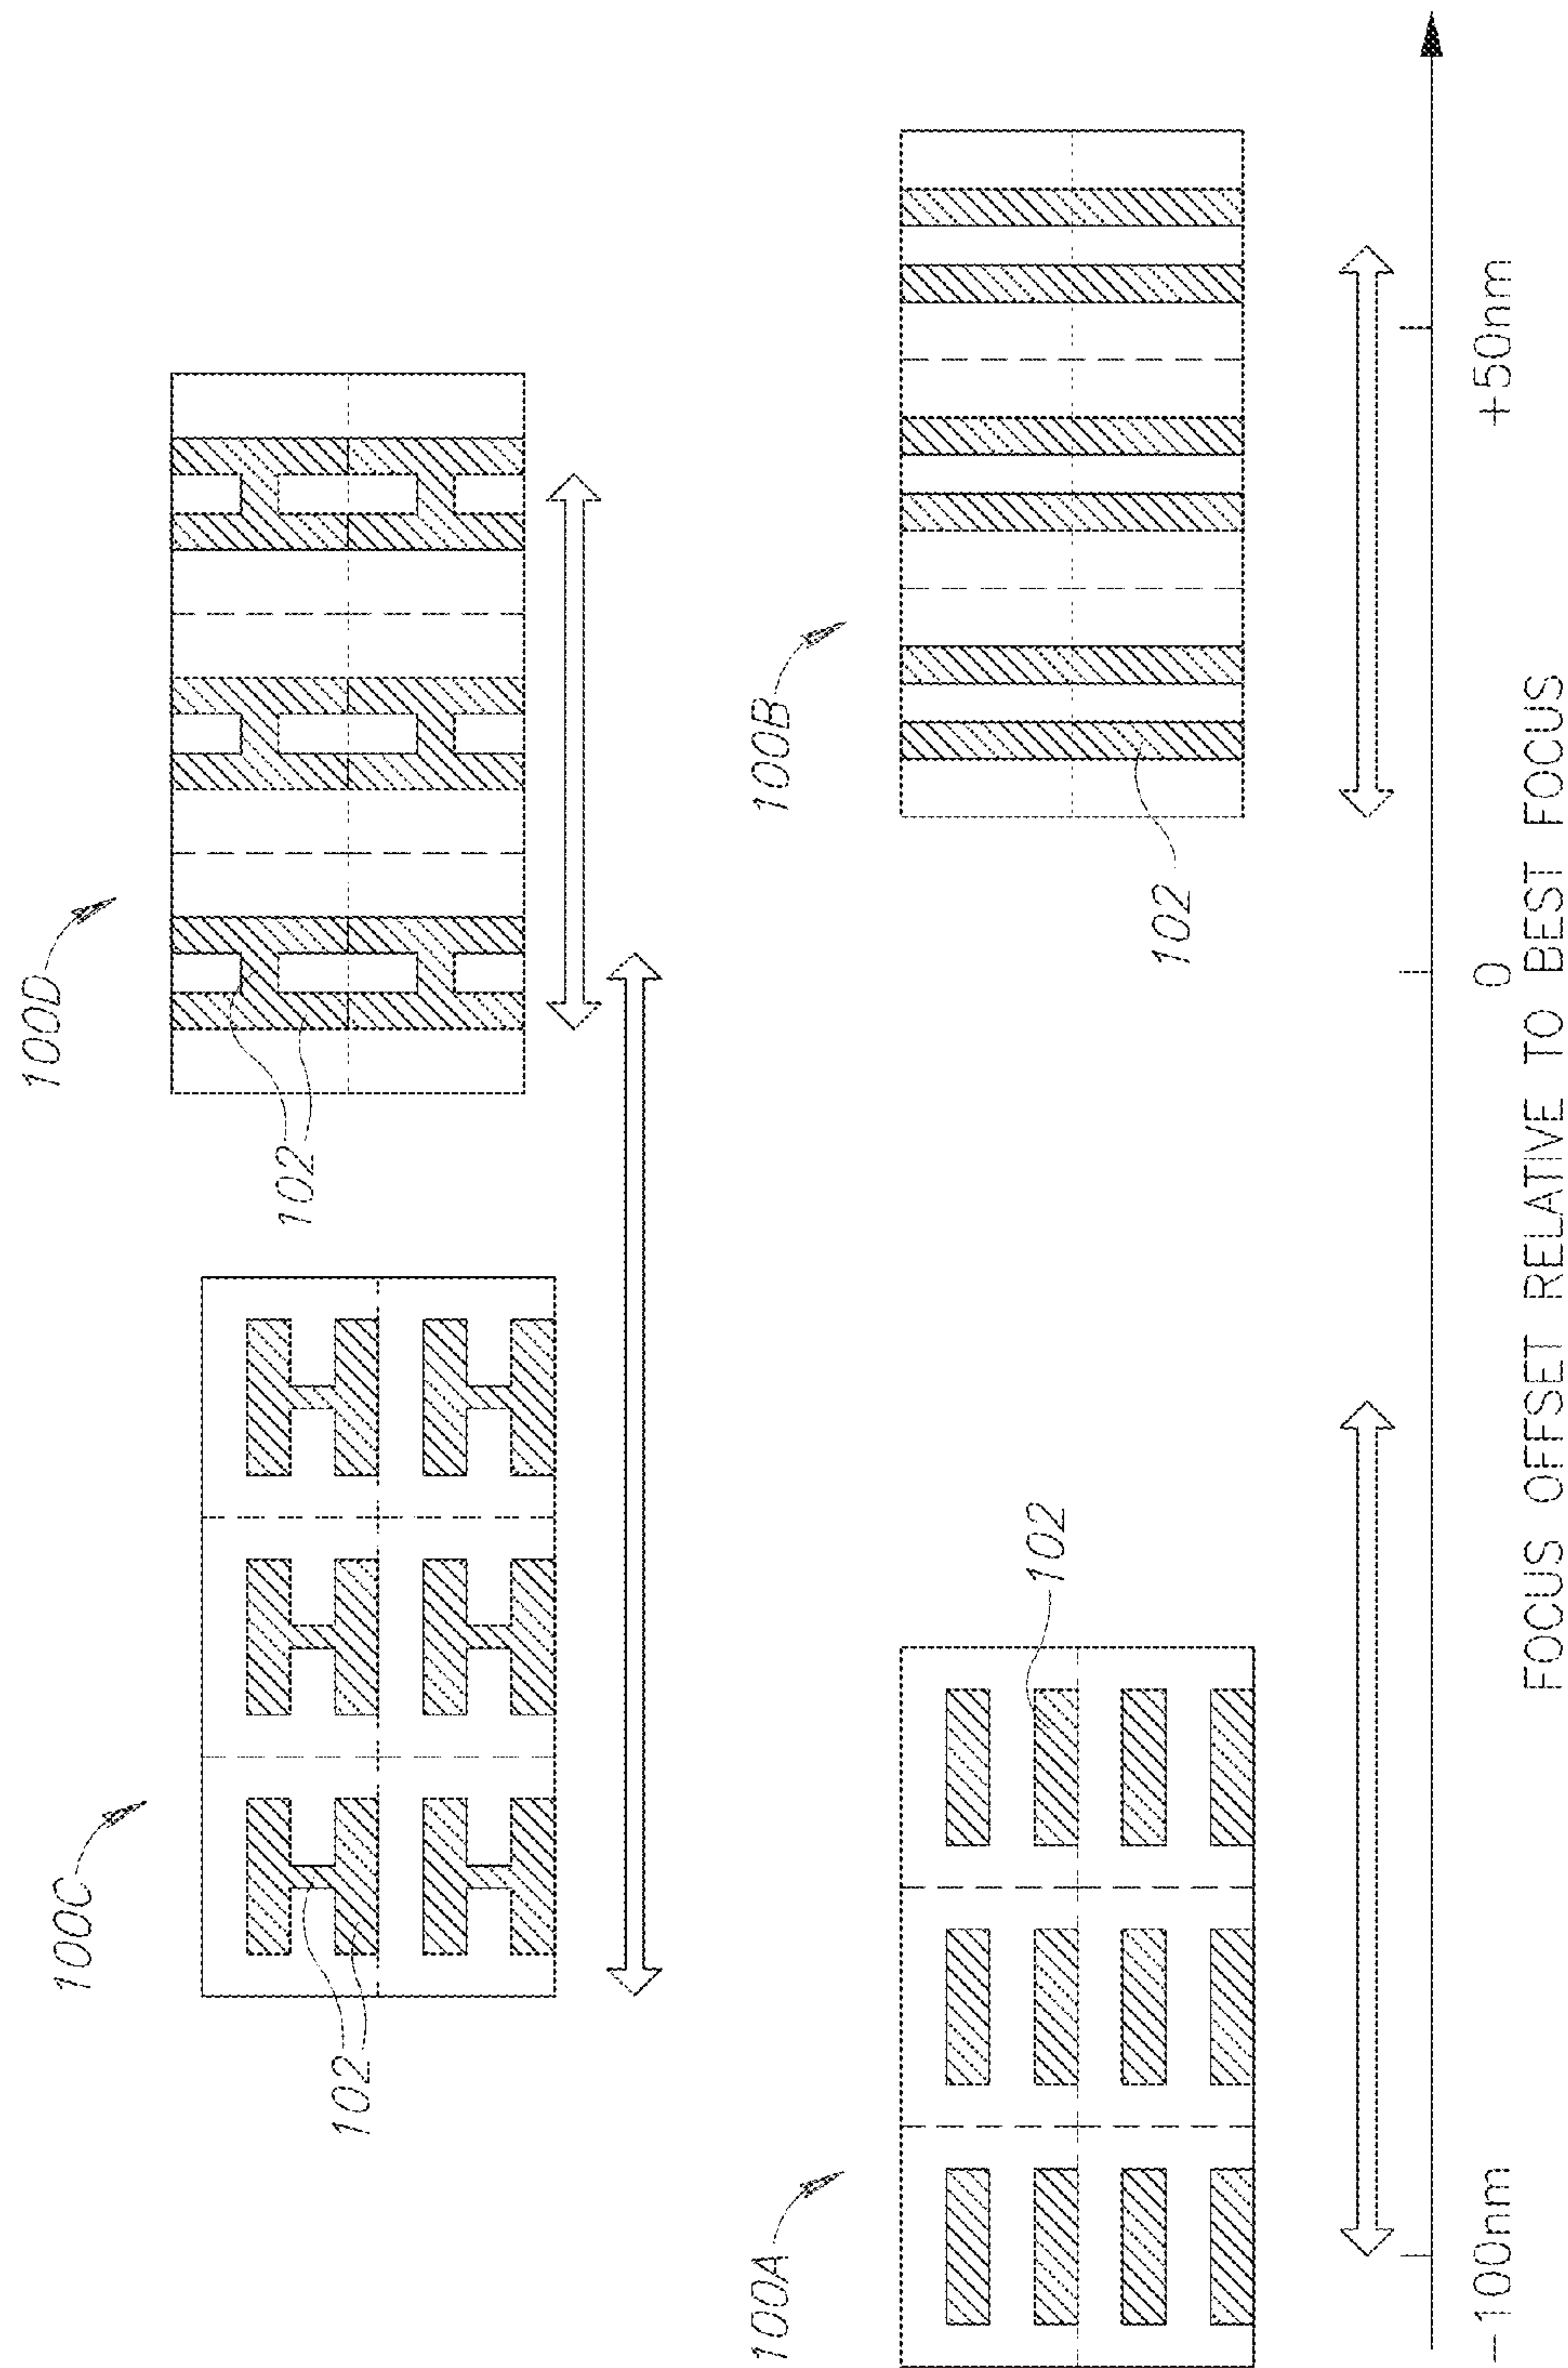 100C
100D
102
102
100A
100B
102
102
−100nm
0
+50nm
FOCUS OFFSET RELATIVE TO BEST FOCUS